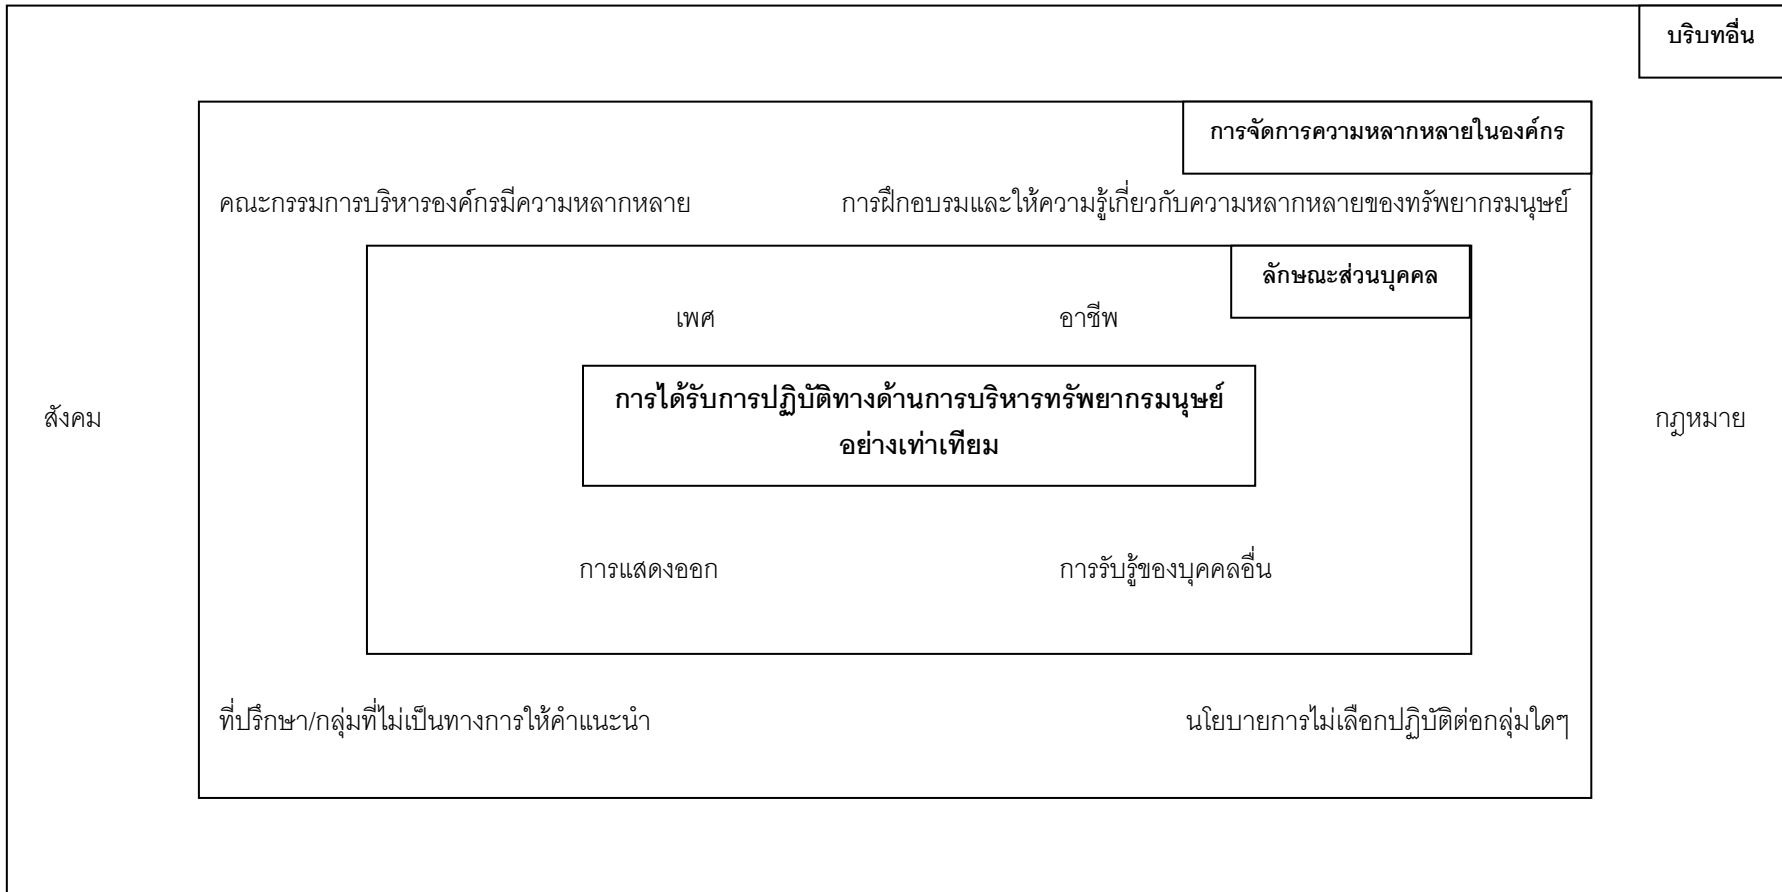 บริบทอื่น
การจัดการความหลากหลายในองค์กร
คณะกรรมการบริหารองค์กรมีความหลากหลาย
การฝึกอบรมและให้ความรู้เกี่ยวกับความหลากหลายของทรัพยากรมนุษย์
ลักษณะส่วนบุคคล
เพศ
อาชีพ
การได้รับการปฏิบัติทางด้านการบริหารทรัพยากรมนุษย์
อย่างเท่าเทียม
สังคม
กฎหมาย
การแสดงออก
การรับรู้ของบุคคลอื่น
ที่ปรึกษา/กลุ่มที่ไม่เป็นทางการให้คำแนะนำ
นโยบายการไม่เลือกปฏิบัติต่อกลุ่มใดๆ